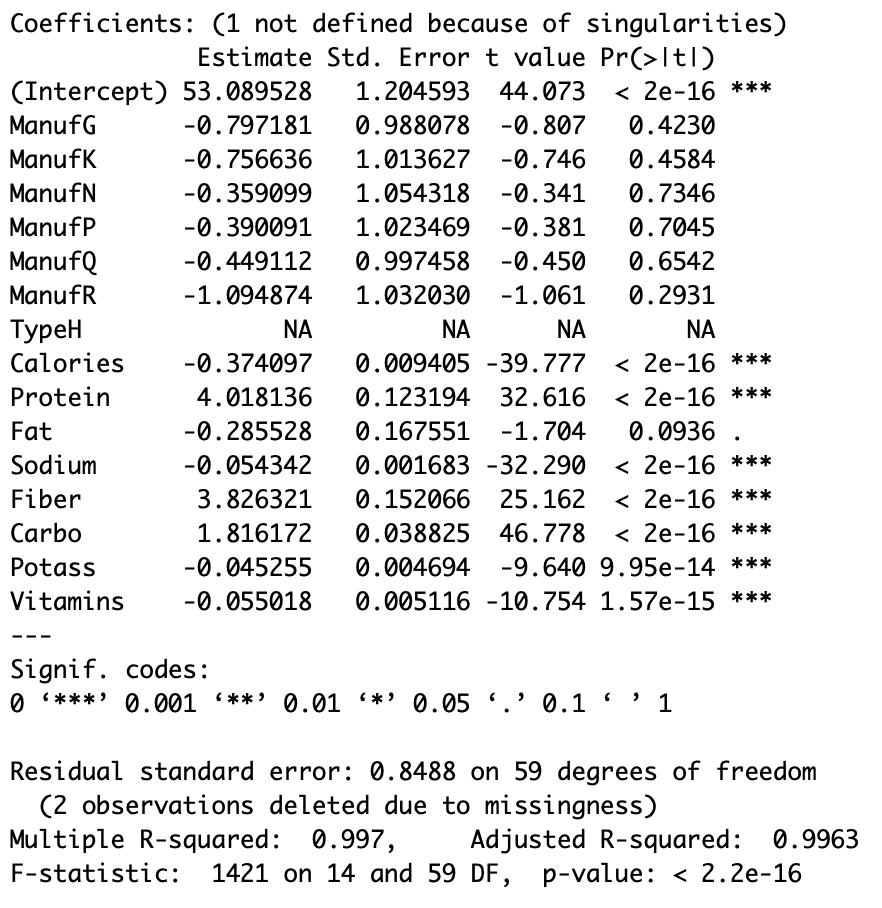 Coefficients: (1 not defined because of singularities)
             Estimate Std. Error t value Pr(>|t|)
(Intercept) 53.089528   1.204593  44.073  < 2e-16 ***
ManufG      -0.797181   0.988078  -0.807   0.4230
ManufK      -0.756636   1.013627  -0.746   0.4584
ManufN      -0.359099   1.054318  -0.341   0.7346
ManufP      -0.390091   1.023469  -0.381   0.7045
ManufQ      -0.449112   0.997458  -0.450   0.6542
ManufR      -1.094874   1.032030  -1.061   0.2931
TypeH              NA         NA      NA       NA
Calories    -0.374097   0.009405 -39.777  < 2e-16 ***
Protein      4.018136   0.123194  32.616  < 2e-16 ***
Fat         -0.285528   0.167551  -1.704   0.0936 .
Sodium      -0.054342   0.001683 -32.290  < 2e-16 ***
Fiber        3.826321   0.152066  25.162  < 2e-16 ***
Carbo        1.816172   0.038825  46.778  < 2e-16 ***
Potass      -0.045255   0.004694  -9.640 9.95e-14 ***
Vitamins    -0.055018   0.005116 -10.754 1.57e-15 ***
---
Signif. codes:
0 ‘***’ 0.001 ‘**’ 0.01 ‘*’ 0.05 ‘.’ 0.1 ‘ ’ 1

Residual standard error: 0.8488 on 59 degrees of freedom
  (2 observations deleted due to missingness)
Multiple R-squared:  0.997,     Adjusted R-squared:  0.9963
F-statistic:  1421 on 14 and 59 DF,  p-value: < 2.2e-16